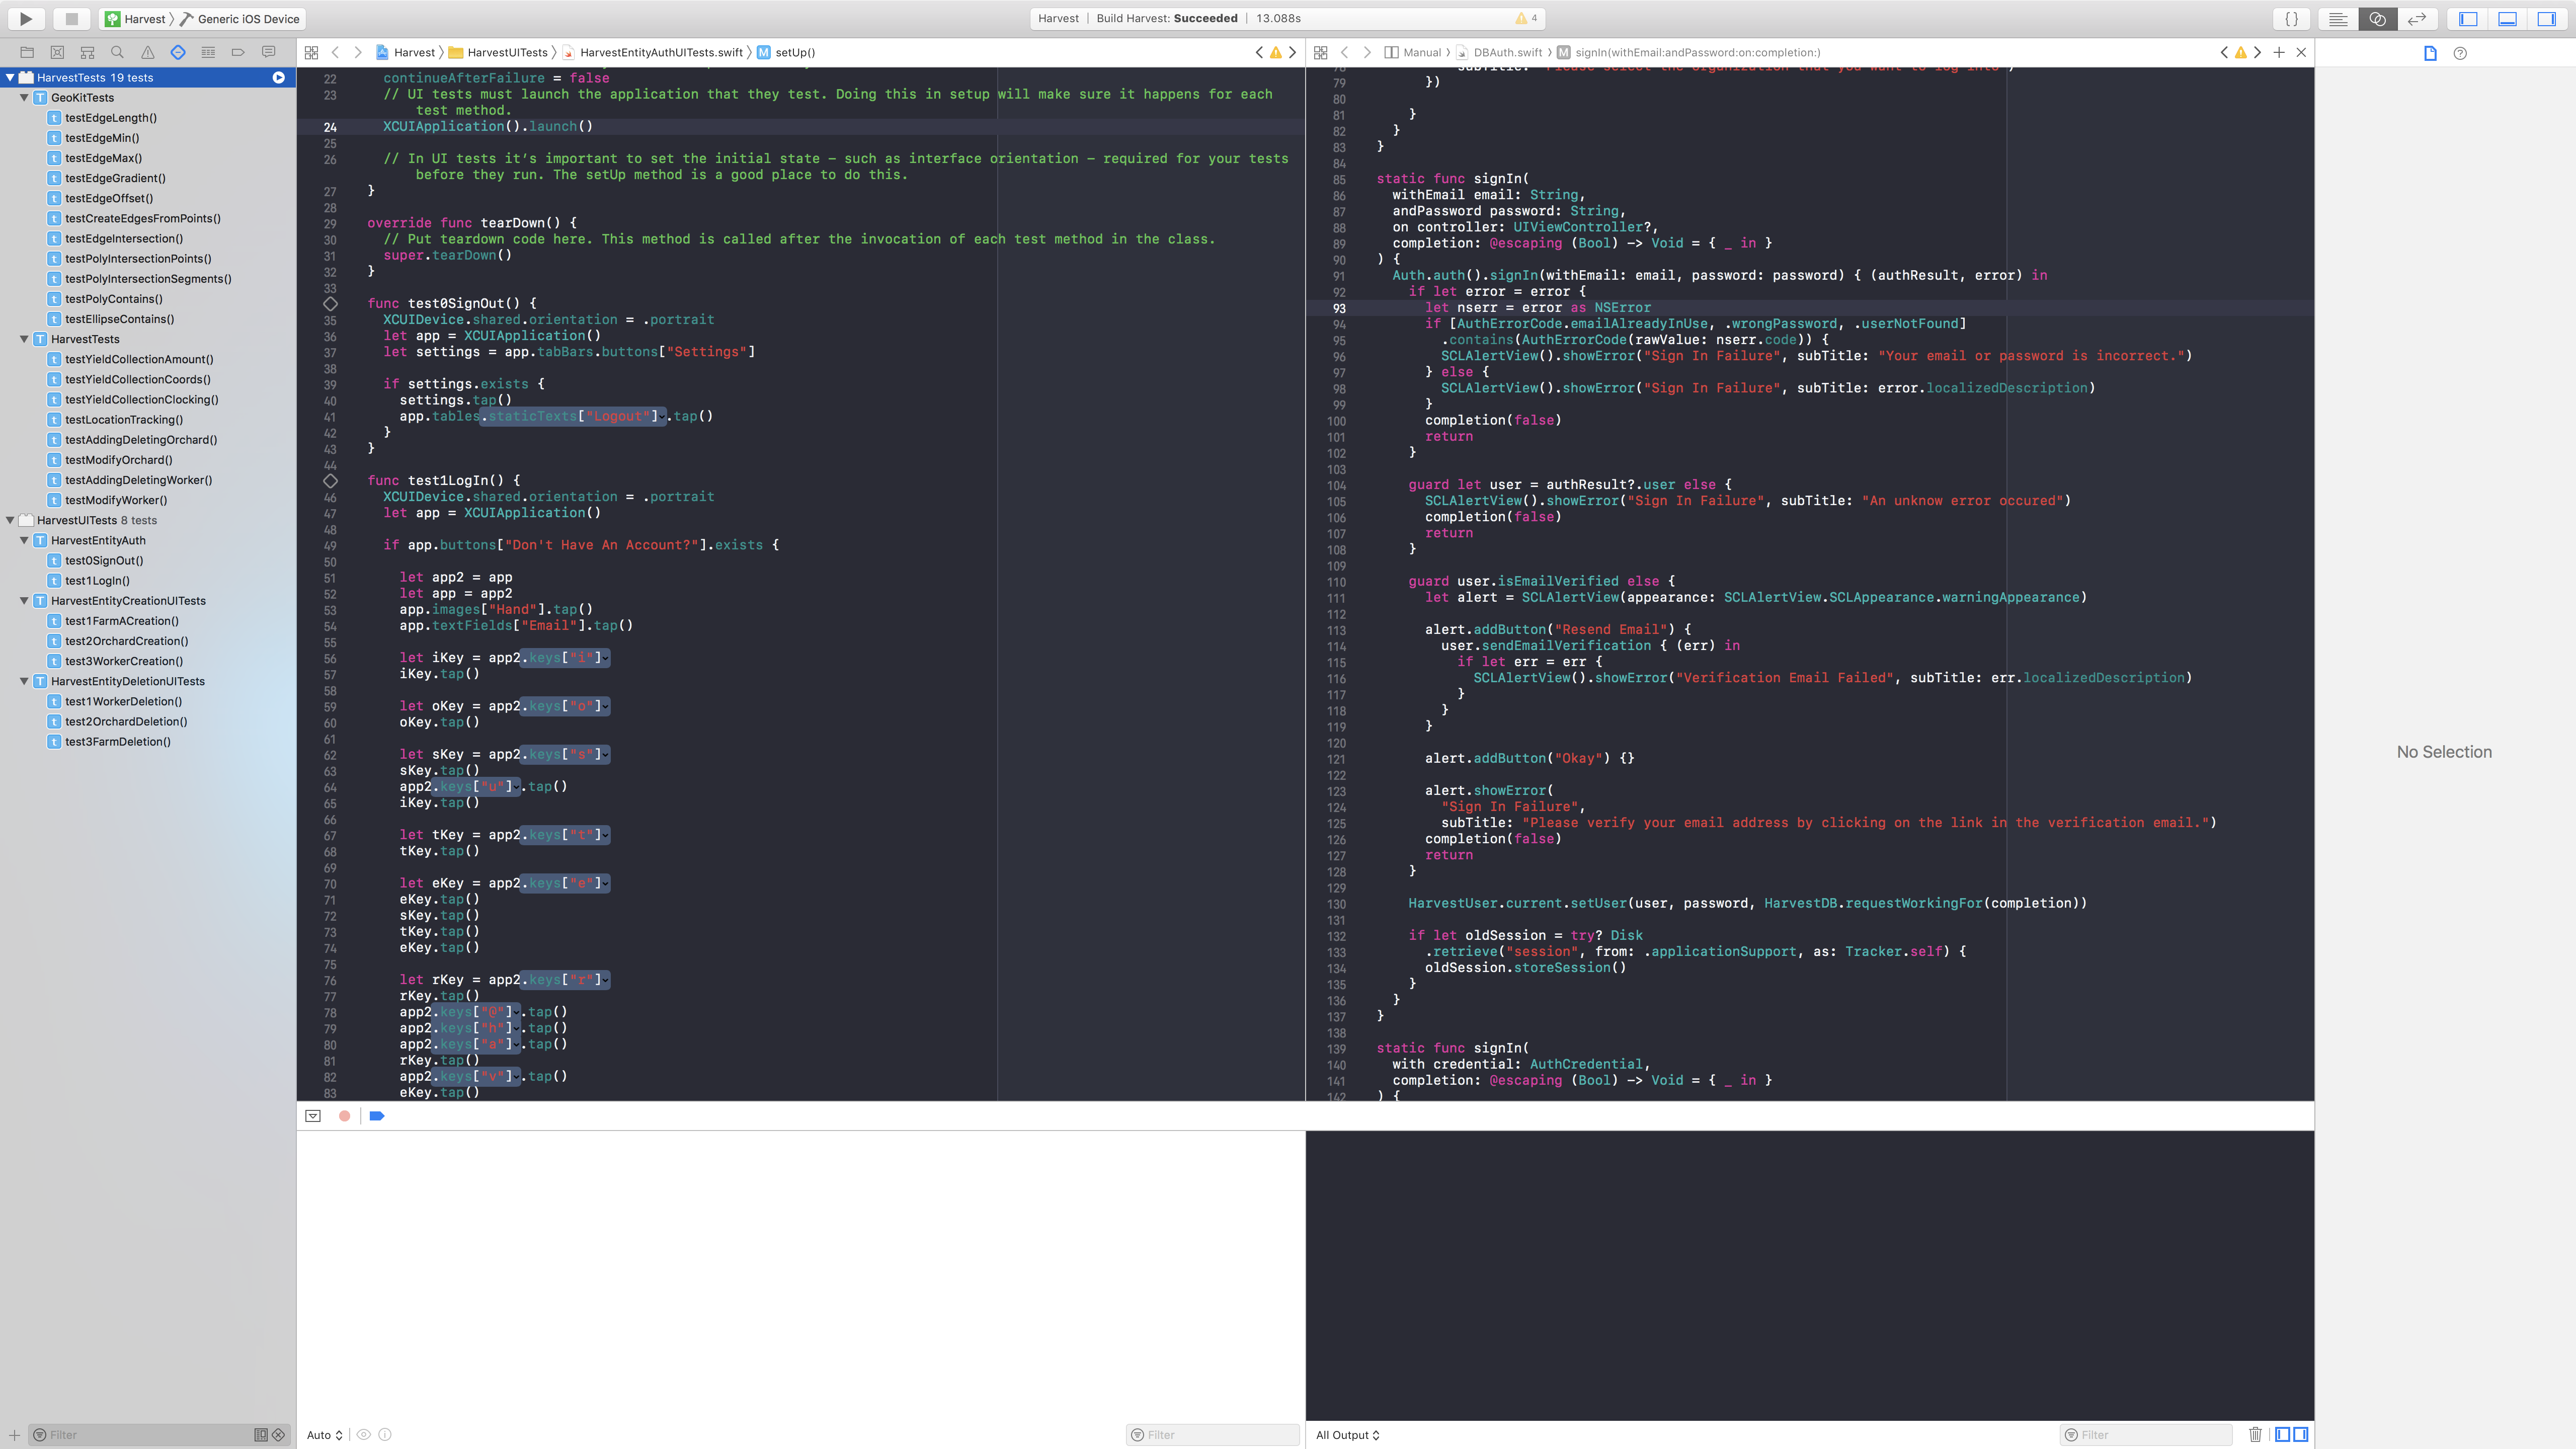 Harvest
Generic iOS Device
Harvest
Build Harvest: Succeeded
13.088s
4
HarvestTests 19 tests
GeoKitTests
testEdgeLength()
testEdgeMin()
testEdgeMax()
testEdgeGradient()
testEdgeOffset()
testCreateEdgesFromPoints()
testEdgeIntersection()
testPolyIntersectionPoints()
testPolyIntersectionSegments()
testPolyContains()
testEllipseContains()
HarvestTests
testYieldCollectionAmount()
testYieldCollectionCoords()
testYieldCollectionClocking()
testLocationTracking()
testAddingDeletingOrchard()
testModifyOrchard()
testAddingDeletingWorker()
testModifyWorker()
HarvestUITests 8 tests
HarvestEntityAuth
test0SignOut()
test1LogIn()
HarvestEntityCreationUITests
test1FarmACreation()
test2OrchardCreation()
test3WorkerCreation()
HarvestEntityDeletionUITests
test1WorkerDeletion()
test2OrchardDeletion()
test3FarmDeletion()
Filter
Harvest
HarvestUITests
HarvestEntityAuthUITests.swift
M setUp()
22 continueAfterFailure = false
23 // UI tests must launch the application that they test. Doing this in setup will make sure it happens for each
test method.
24 XCUIApplication().launch()
25
26 // In UI tests it's important to set the initial state - such as interface orientation - required for your tests
before they run. The setUp method is a good place to do this.
27 }
28
29 override func tearDown() {
30 // Put teardown code here. This method is called after the invocation of each test method in the class.
31 super.tearDown()
32 }
33
func test0SignOut() {
35 XCUIDevice.shared.orientation = .portrait
36 let app = XCUIApplication()
37 let settings = app.tabBars.buttons["Settings"]
38
39 if settings.exists {
40 settings.tap()
41 app.tables.staticTexts["Logout"].tap()
42 }
43 }
44
func test1LogIn() {
46 XCUIDevice.shared.orientation = .portrait
47 let app = XCUIApplication()
48
49 if app.buttons["Don't Have An Account?"].exists {
50
51 let app2 = app
52 let app = app2
53 app.images["Hand"].tap()
54 app.textFields["Email"].tap()
55
56 let iKey = app2.keys["i"]
57 iKey.tap()
58
59 let oKey = app2.keys["o"]
60 oKey.tap()
61
62 let sKey = app2.keys["s"]
63 sKey.tap()
64 app2.keys["u"].tap()
65 iKey.tap()
66
67 let tKey = app2.keys["t"]
68 tKey.tap()
69
70 let eKey = app2.keys["e"]
71 eKey.tap()
72 sKey.tap()
73 tKey.tap()
74 eKey.tap()
75
76 let rKey = app2.keys["r"]
77 rKey.tap()
78 app2.keys["@"].tap()
79 app2.keys["h"].tap()
80 app2.keys["a"].tap()
81 rKey.tap()
82 app2.keys["v"].tap()
83 eKey.tap()
Auto
Filter
Manual
DBAuth.swift
M signIn(withEmail:andPassword:on:completion:)
78 subTitle: "Please select the organization that you want to log into")
79 })
80
81 }
82 }
83 }
84
85 static func signIn(
86 withEmail email: String,
87 andPassword password: String,
88 on controller: UIViewController?,
89 completion: @escaping (Bool) -> Void = { _ in }
90 ) {
91 Auth.auth().signIn(withEmail: email, password: password) { (authResult, error) in
92 if let error = error {
93 let nserr = error as NSError
94 if [AuthErrorCode.emailAlreadyInUse, .wrongPassword, .userNotFound]
95 .contains(AuthErrorCode(rawValue: nserr.code)) {
96 SCLAlertView().showError("Sign In Failure", subTitle: "Your email or password is incorrect.")
97 } else {
98 SCLAlertView().showError("Sign In Failure", subTitle: error.localizedDescription)
99 }
100 completion(false)
101 return
102 }
103
104 guard let user = authResult?.user else {
105 SCLAlertView().showError("Sign In Failure", subTitle: "An unknow error occured")
106 completion(false)
107 return
108 }
109
110 guard user.isEmailVerified else {
111 let alert = SCLAlertView(appearance: SCLAlertView.SCLAppearance.warningAppearance)
112
113 alert.addButton("Resend Email") {
114 user.sendEmailVerification { (err) in
115 if let err = err {
116 SCLAlertView().showError("Verification Email Failed", subTitle: err.localizedDescription)
117 }
118 }
119 }
120
121 alert.addButton("Okay") {}
122
123 alert.showError(
124 "Sign In Failure",
125 subTitle: "Please verify your email address by clicking on the link in the verification email.")
126 completion(false)
127 return
128 }
129
130 HarvestUser.current.setUser(user, password, HarvestDB.requestWorkingFor(completion))
131
132 if let oldSession = try? Disk
133 .retrieve("session", from: .applicationSupport, as: Tracker.self) {
134 oldSession.storeSession()
135 }
136 }
137 }
138
139 static func signIn(
140 with credential: AuthCredential,
141 completion: @escaping (Bool) -> Void = { _ in }
142 ) {
All Output
Filter
No Selection